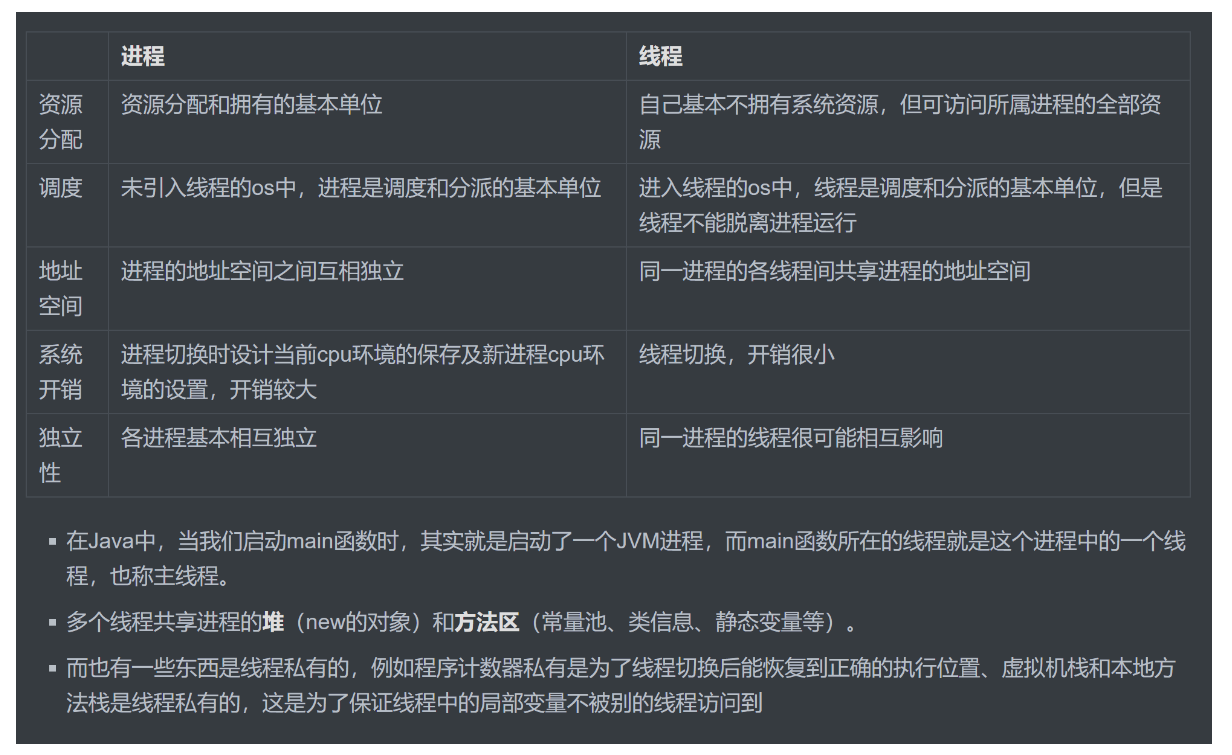 进程 线程
资源 资源分配和拥有的基本单位 自己基本不拥有系统资源，但可访问所属进程的全部资
分配 源
调度 未引入线程的os中，进程是调度和分派的基本单位 进入线程的os中，线程是调度和分派的基本单位，但是
线程不能脱离进程运行
地址 进程的地址空间之间互相独立 同一进程的各线程间共享进程的地址空间
空间
系统 进程切换时设计当前cpu环境的保存及新进程cpu环 线程切换，开销很小
开销 境的设置，开销较大
独立 各进程基本相互独立 同一进程的线程很可能相互影响
性
在Java中，当我们启动main函数时，其实就是启动了一个JVM进程，而main函数所在的线程就是这个进程中的一个线
程，也称主线程。
多个线程共享进程的堆（new的对象）和方法区（常量池、类信息、静态变量等）。
而也有一些东西是线程私有的，例如程序计数器私有是为了线程切换后能恢复到正确的执行位置、虚拟机栈和本地方
法栈是线程私有的，这是为了保证线程中的局部变量不被别的线程访问到